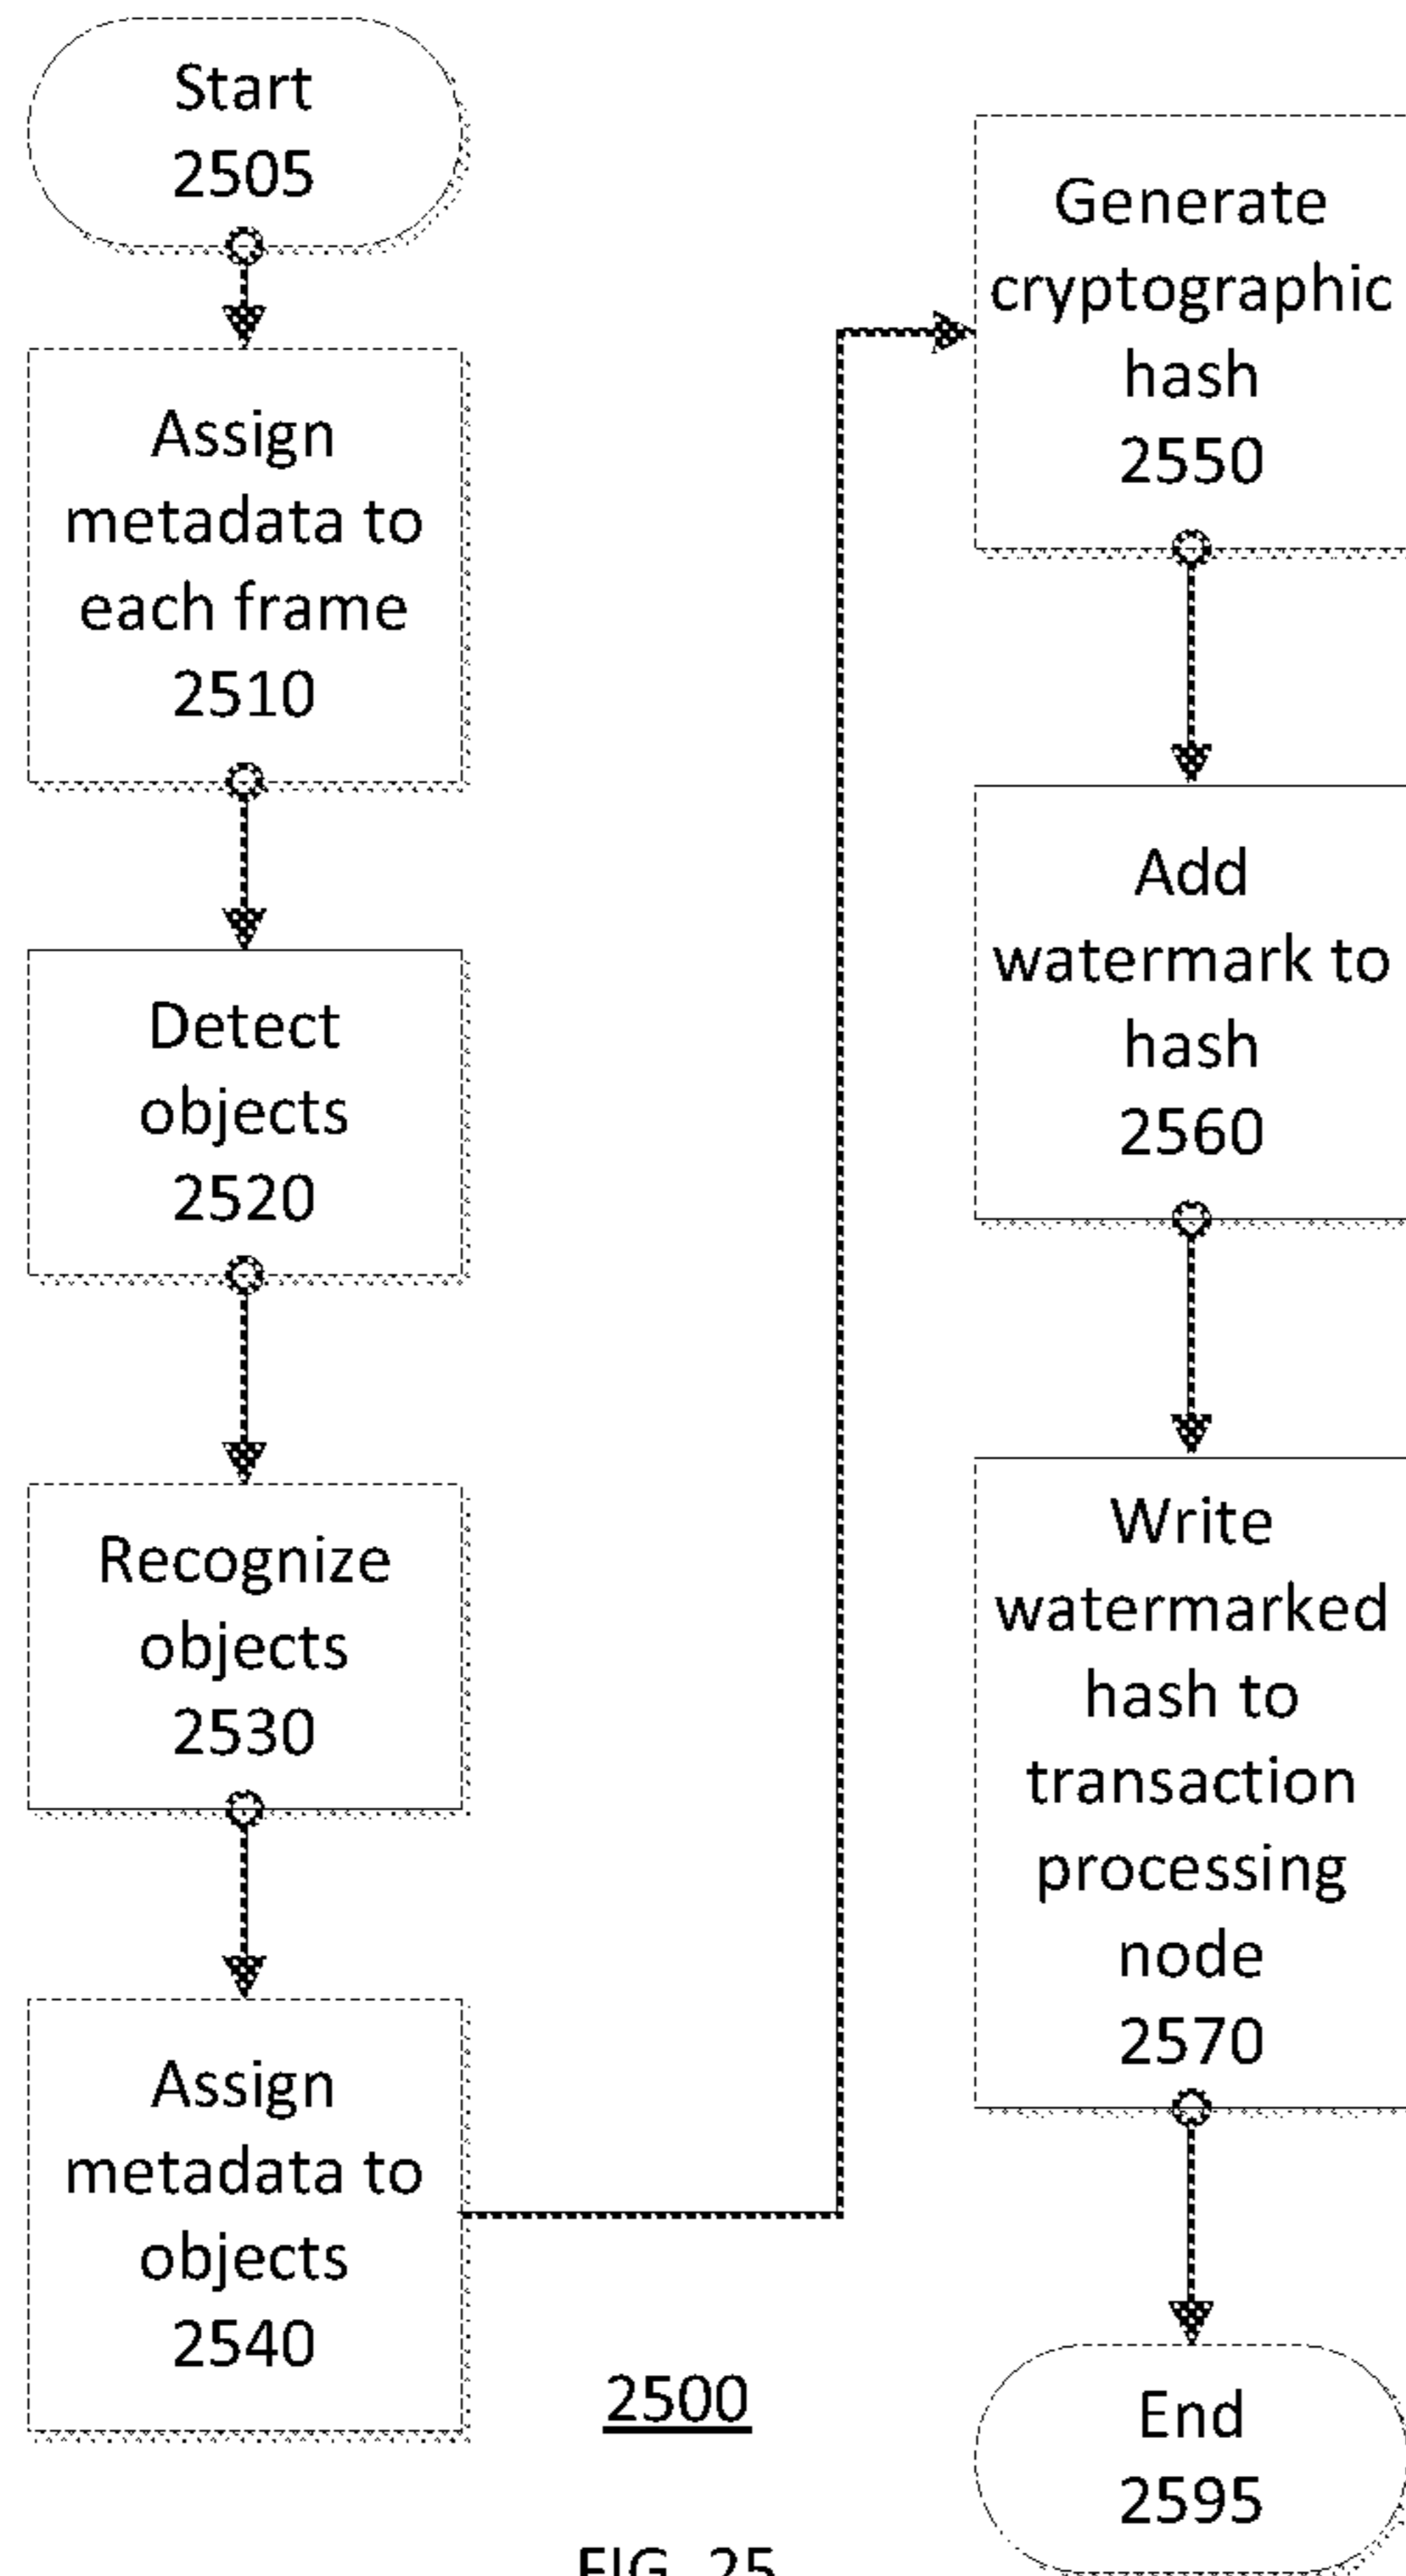 Start
2505
Assign
metadata to
each frame
2510
Detect
objects
2520
Recognize
objects
2530
Assign
metadata to
objects
2540
Generate
cryptographic
hash
2550
Add
watermark to
hash
2560
Write
watermarked
hash to
transaction
processing
node
2570
End
2595
2500
FIG. 25